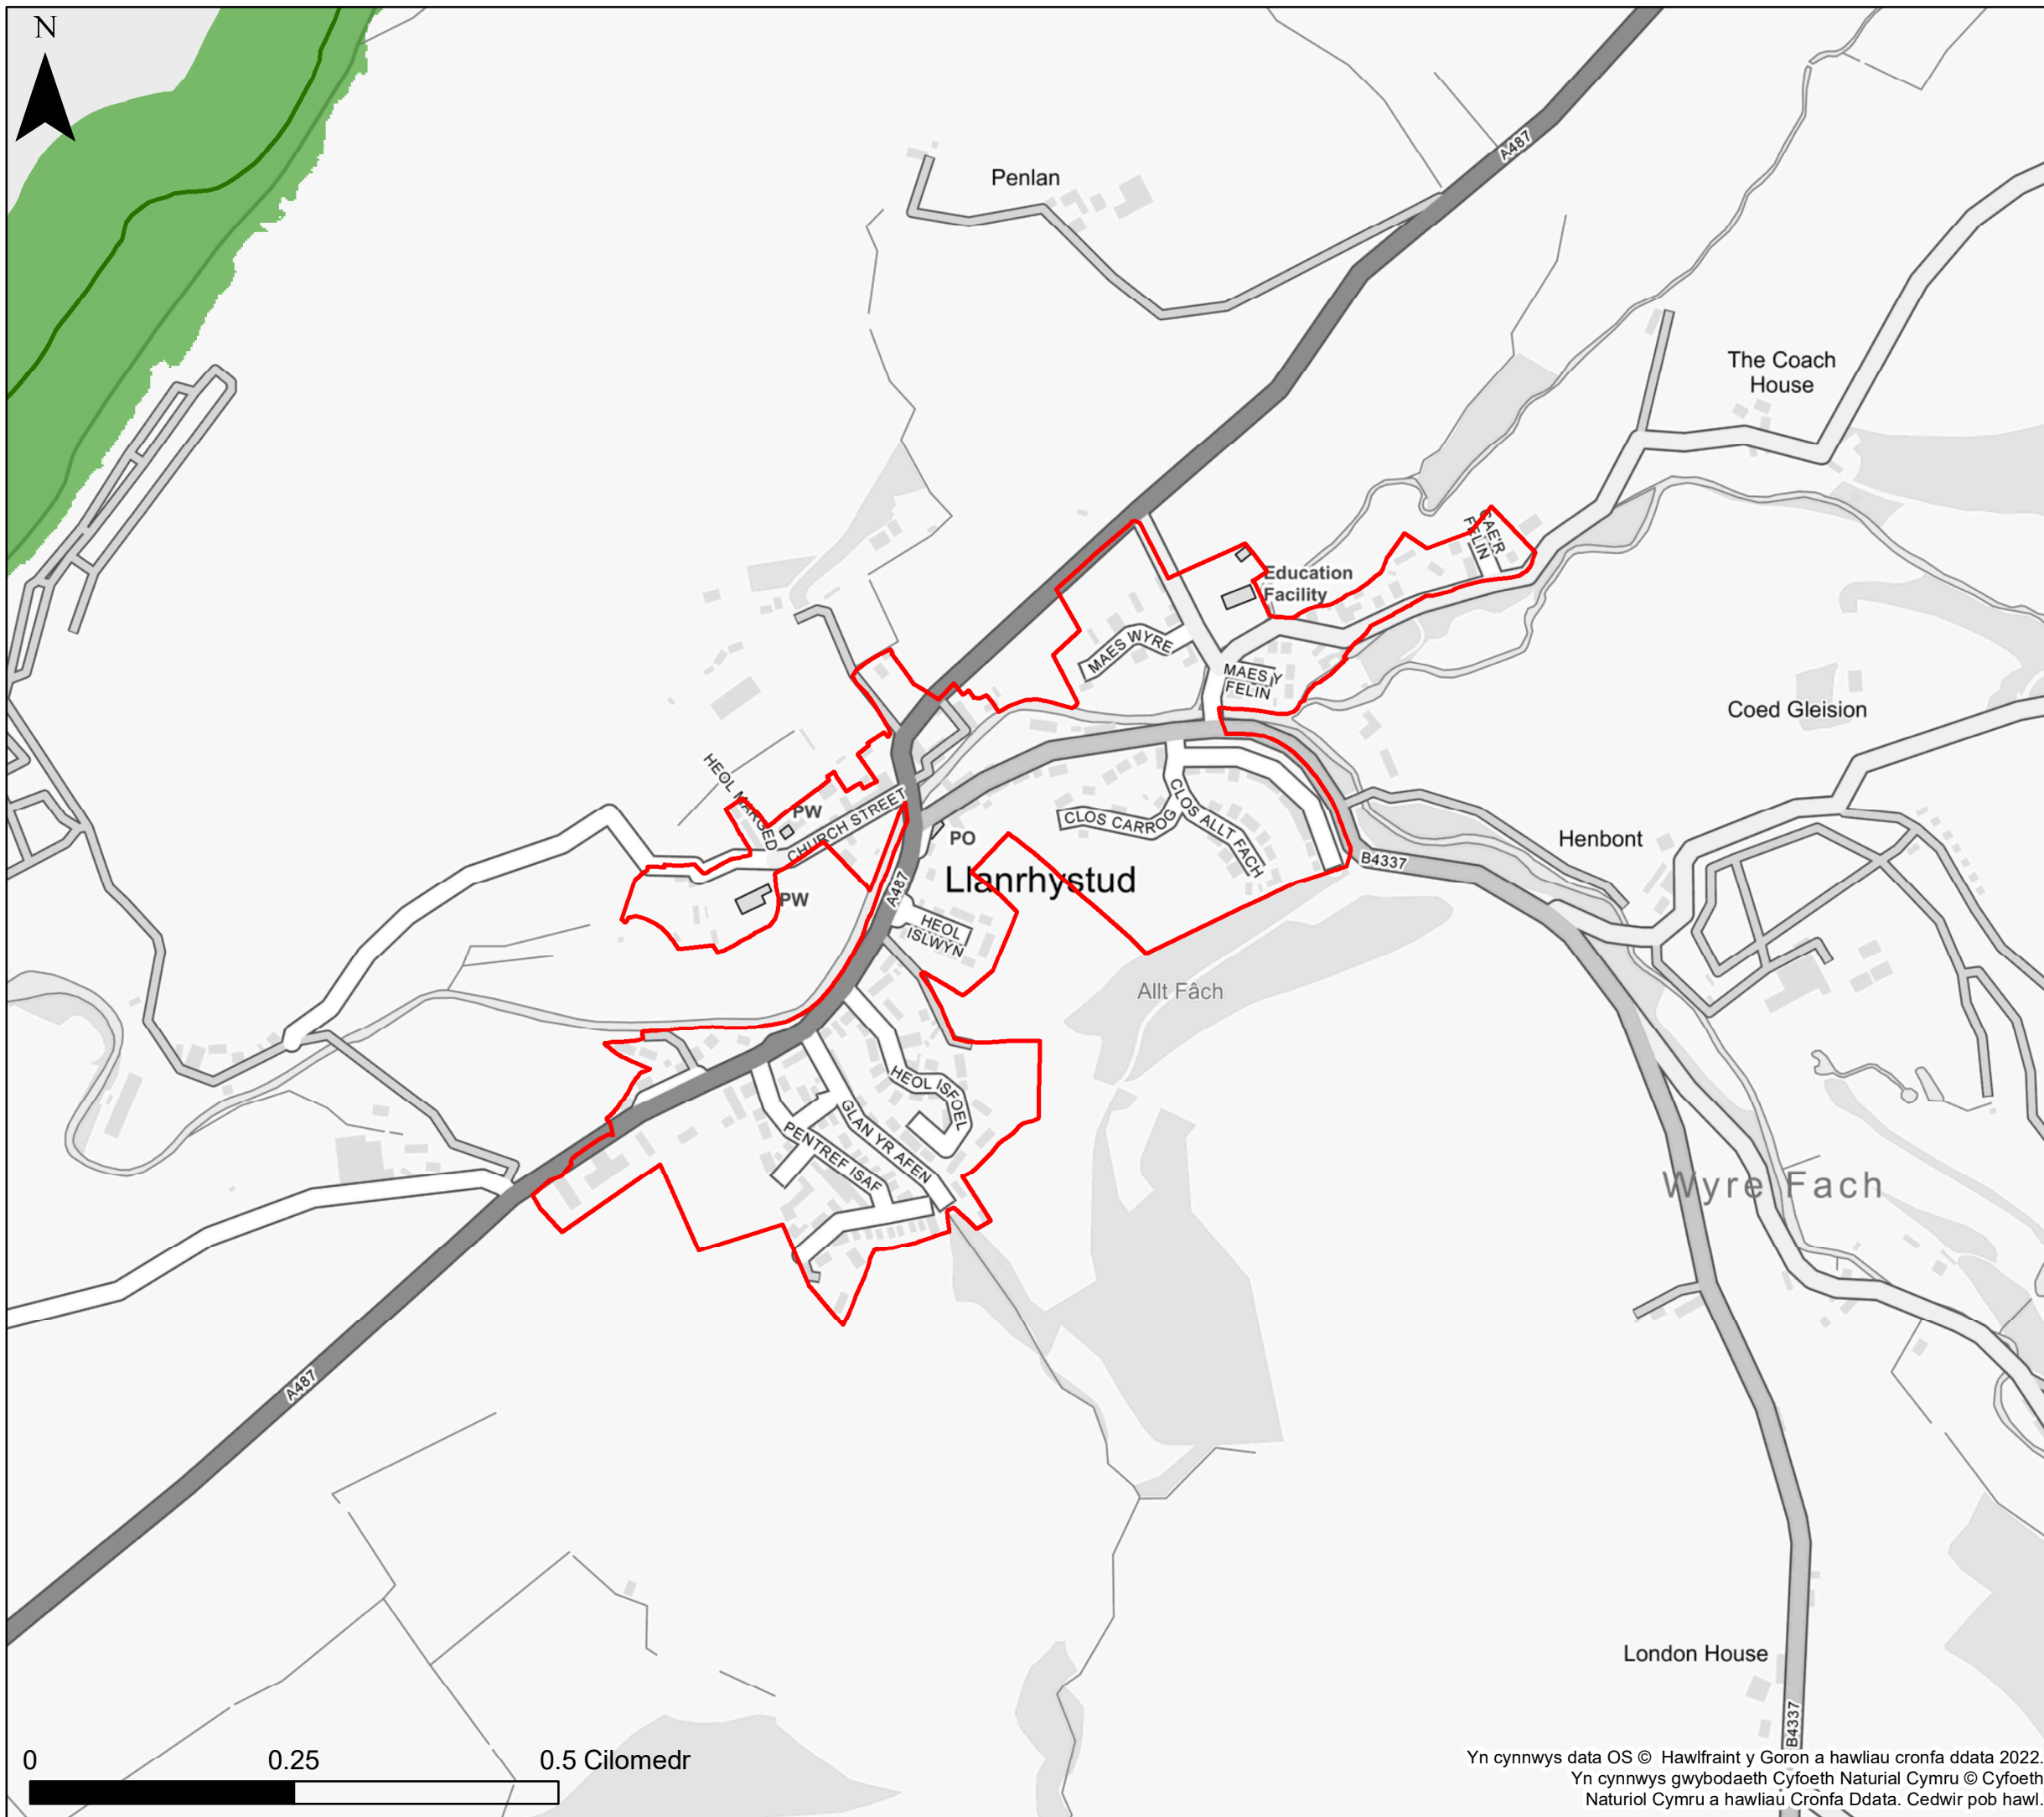 N
Penlan
A487
The Coach
House
CAE'R
FELIN
Education
Facility
MAES WYRE
MAES Y
FELIN
Coed Gleision
HEOL MARGED
PW
CHURCH STREET
PO
CLOS CARROG
CLOS ALLT FACH
Henbont
B4337
Llanrhystud
PW
A487
HEOL
ISLWYN
Allt Fâch
HEOL ISFOEL
GLAN YR AFEN
PENTREF ISAF
Wyre Fach
A487
London House
B4337
0 0.25 0.5 Cilomedr
Yn cynnwys data OS © Hawlfraint y Goron a hawliau cronfa ddata 2022.
Yn cynnwys gwybodaeth Cyfoeth Naturial Cymru © Cyfoeth
Naturiol Cymru a hawliau Cronfa Ddata. Cedwir pob hawl.